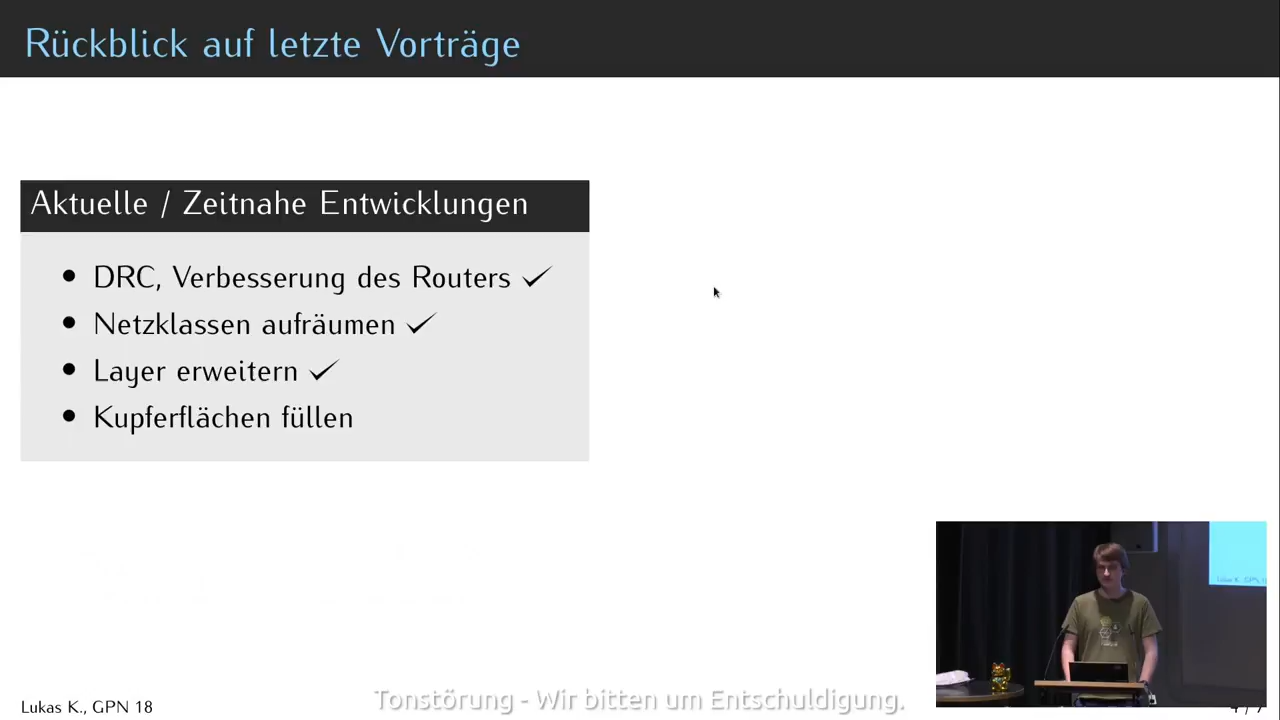 Rückblick auf letzte Vorträge
Aktuelle / Zeitnahe Entwicklungen
• DRC, Verbesserung des Routers ✓
• Netzklassen aufräumen ✓
• Layer erweitern ✓
• Kupferflächen füllen
Lukas K., GPN 18
Tonstörung - Wir bitten um Entschuldigung.